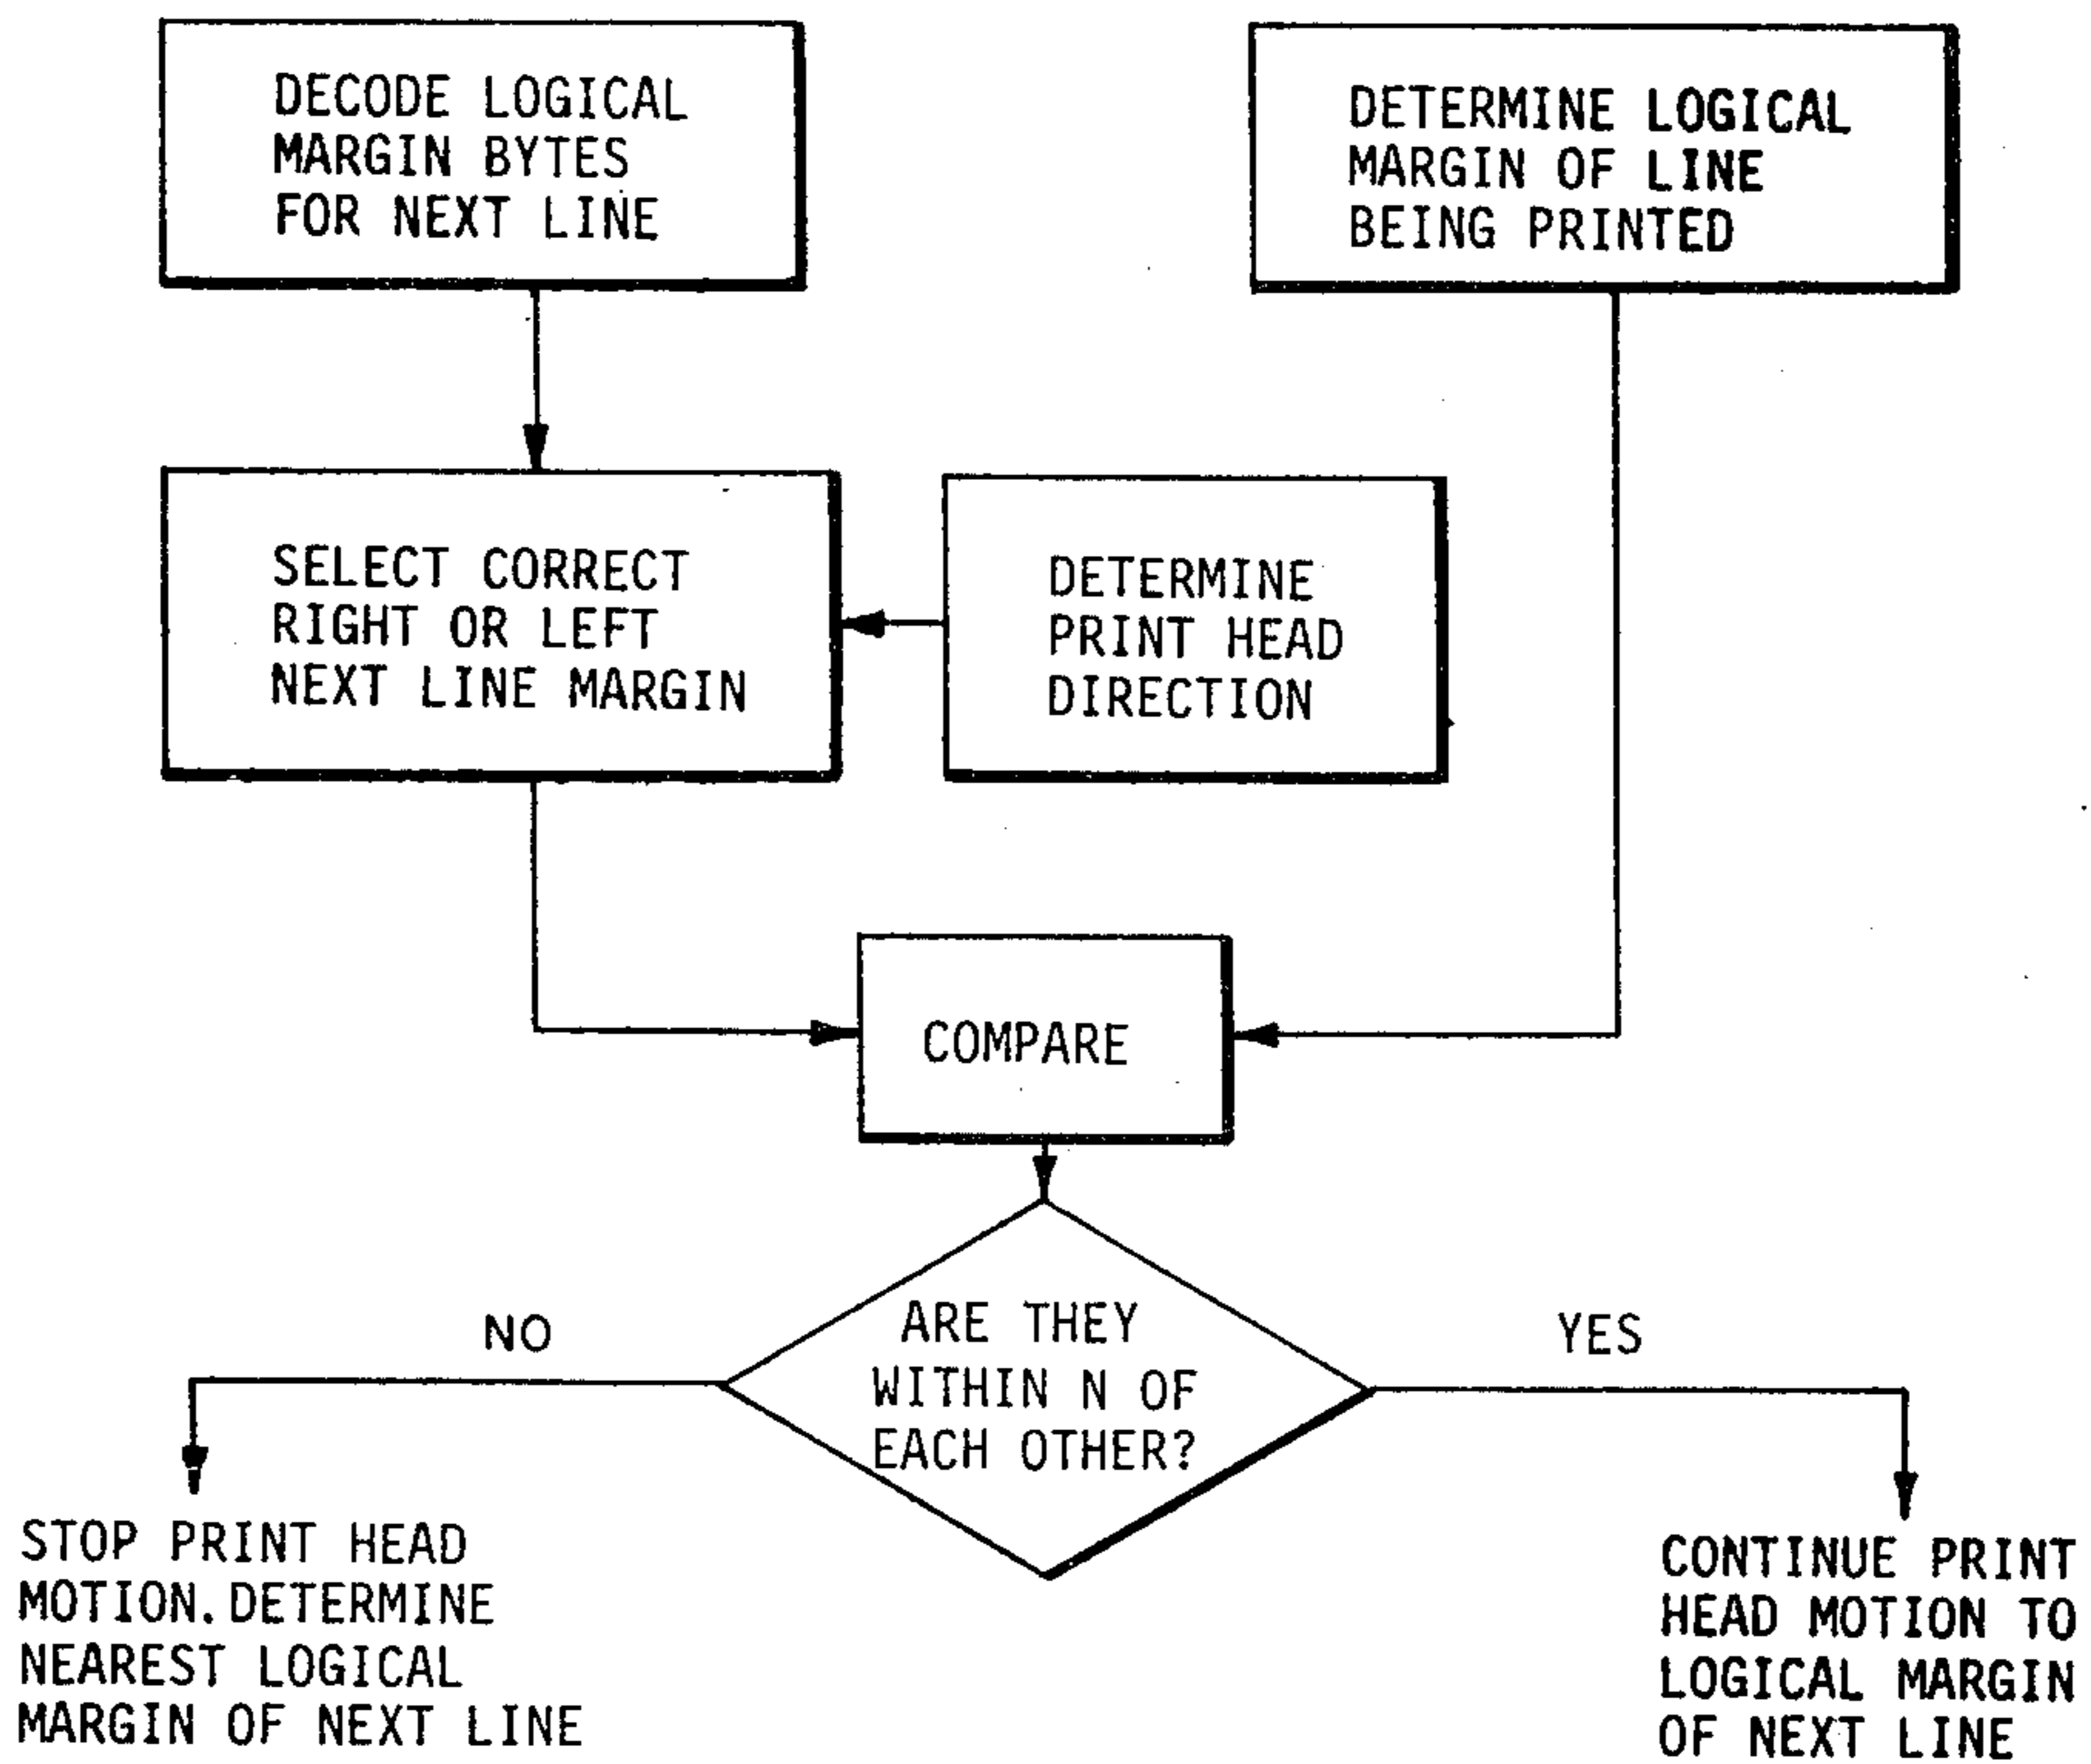 DECODE LOGICAL
MARGIN BYTES
FOR NEXT LINE
DETERMINE LOGICAL
MARGIN OF LINE
BEING PRINTED
SELECT CORRECT
RIGHT OR LEFT
NEXT LINE MARGIN
DETERMINE
PRINT HEAD
DIRECTION
COMPARE
ARE THEY
WITHIN N OF
EACH OTHER?
NO
YES
STOP PRINT HEAD
MOTION. DETERMINE
NEAREST LOGICAL
MARGIN OF NEXT LINE
CONTINUE PRINT
HEAD MOTION TO
LOGICAL MARGIN
OF NEXT LINE